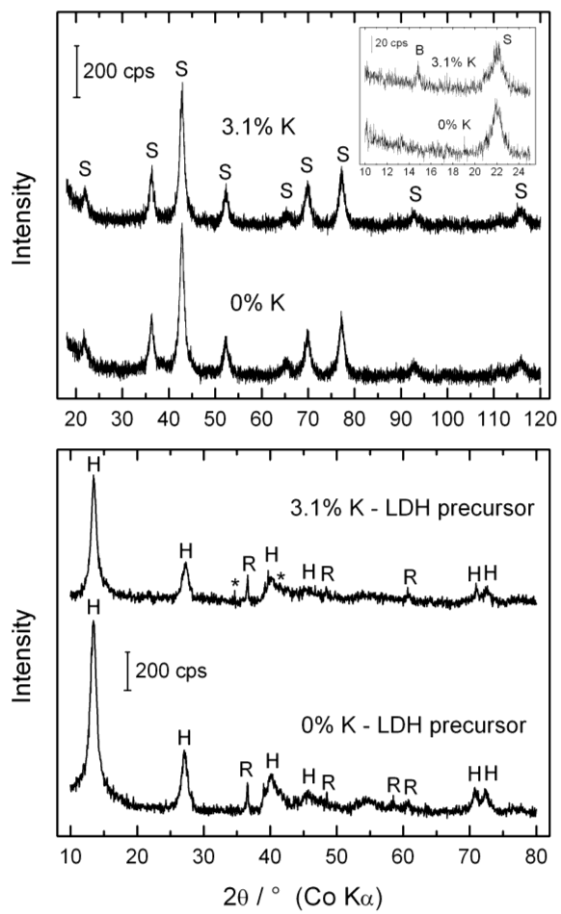 200 cps
S
S
S
S
S
S
S
S
S
3.1% K
0% K
20 cps
B
S
3.1% K
0% K
10 12 14 16 18 20 22 24
Intensity
20 30 40 50 60 70 80 90 100 110 120
H
H
R
H
H
R
R
H
H
*
*
3.1% K - LDH precursor
H
H
R
H
H
R
R
R
H
H
200 cps
0% K - LDH precursor
Intensity
10 20 30 40 50 60 70 80
2θ / ° (Co Kα)